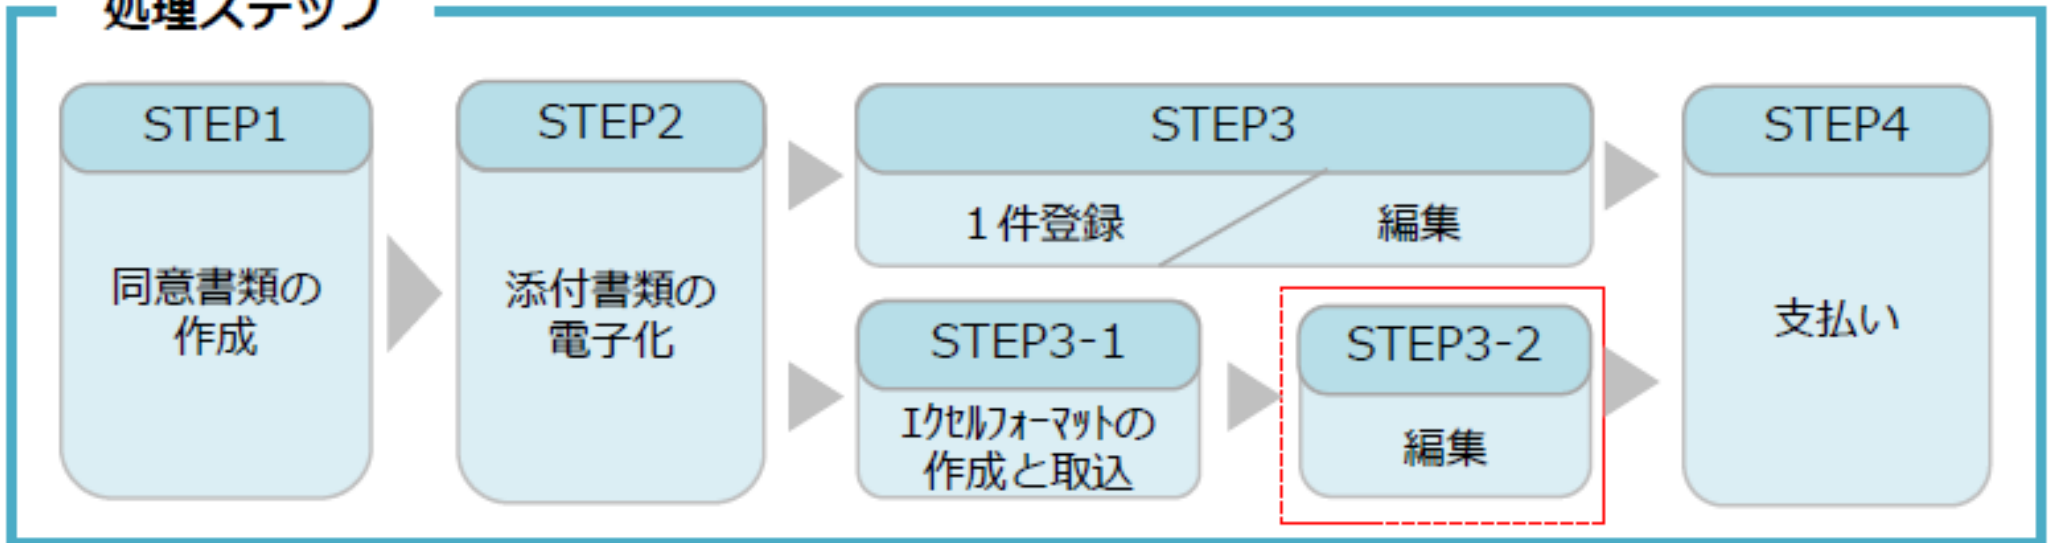 処理ステップ
STEP1
同意書類の
作成
STEP2
添付書類の
電子化
STEP3
１件登録
編集
STEP3-1
ｴｸｾﾙﾌｫｰﾏｯﾄの
作成と取込
STEP3-2
編集
STEP4
支払い